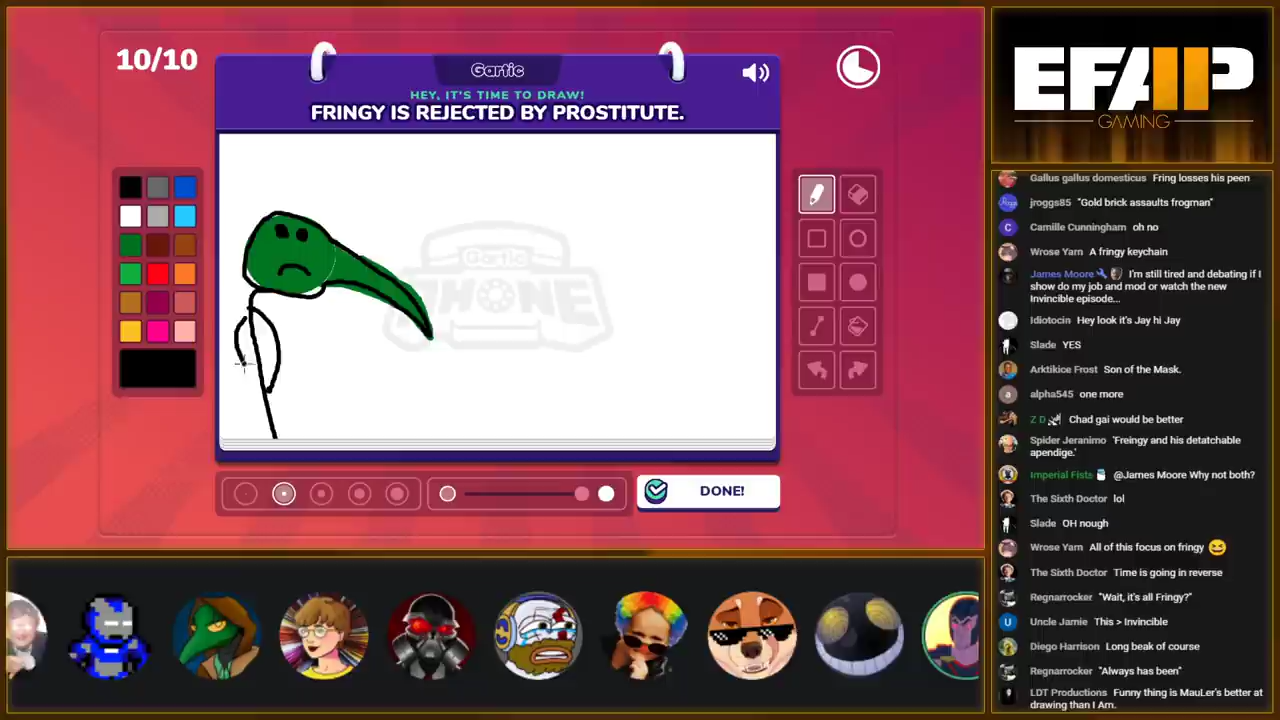 10/10
Gartic
HEY, IT'S TIME TO DRAW!
FRINGY IS REJECTED BY PROSTITUTE.
Gartic
PHONE
DONE!
EFAP
GAMING
Gallus gallus domesticus Fring losses his peen
jroggs85 "Gold brick assaults frogman"
Camille Cunningham oh no
Wrose Yarn A fringy keychain
James Moore I'm still tired and debating if I
show do my job and mod or watch the new
Invincible episode...
Idiotocin Hey look it's Jay hi Jay
Slade YES
Arktikice Frost Son of the Mask.
alpha545 one more
Z D Chad gai would be better
Spider Jeranimo 'Freingy and his detatchable
apendige.'
Imperial Fists @James Moore Why not both?
The Sixth Doctor lol
Slade OH nough
Wrose Yarn All of this focus on fringy
The Sixth Doctor Time is going in reverse
Regnarrocker "Wait, it's all Fringy?"
Uncle Jamie This > Invincible
Diego Harrison Long beak of course
Regnarrocker "Always has been"
LDT Productions Funny thing is MauLer's better at
drawing than I Am.